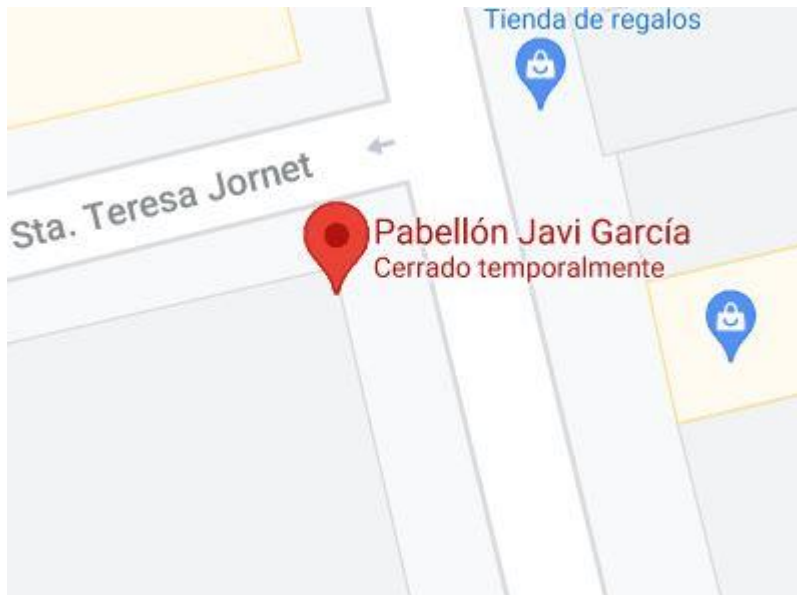 Tienda de regalos
Sta. Teresa Jornet
Pabellón Javi García
Cerrado temporalmente